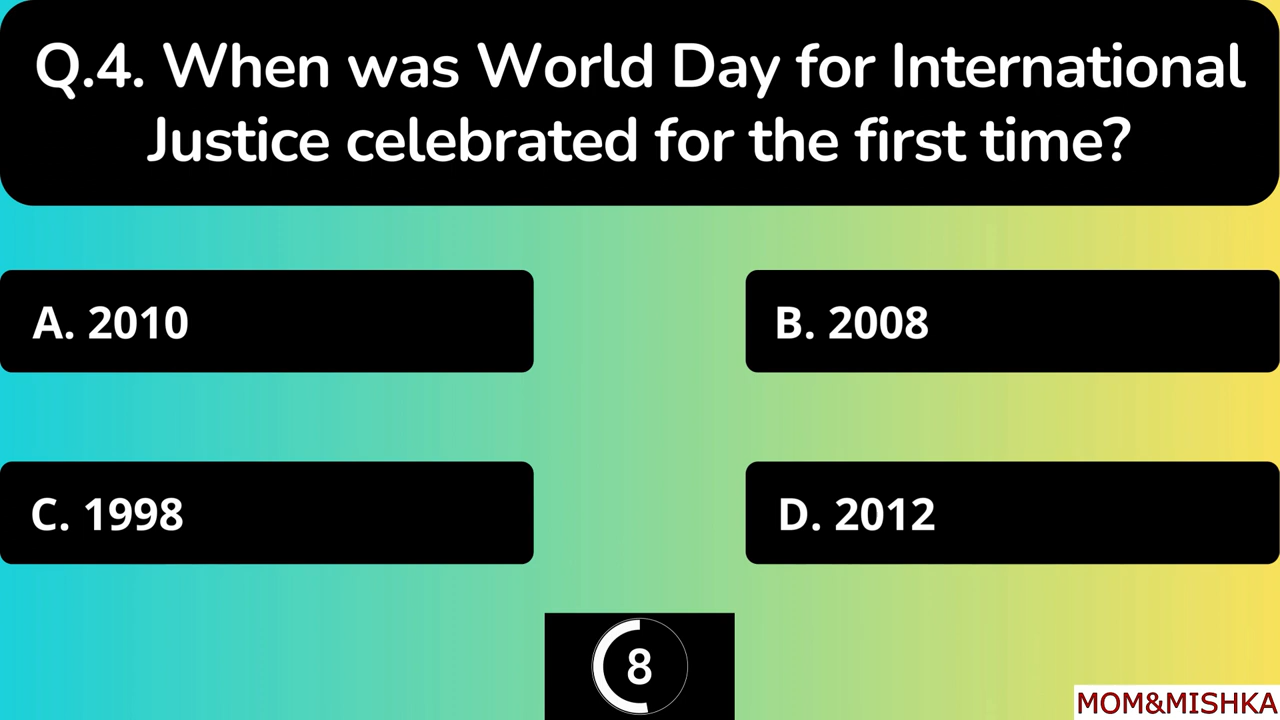 Q.4. When was World Day for International
Justice celebrated for the first time?
A. 2010
B. 2008
C. 1998
D. 2012
8
MOM&MISHKA